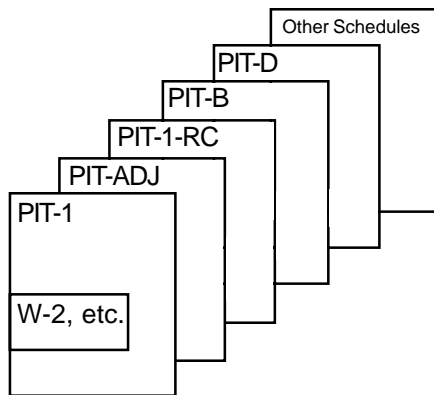 Other Schedules
PIT-D
PIT-B
PIT-1-RC
PIT-ADJ
PIT-1
W-2, etc.